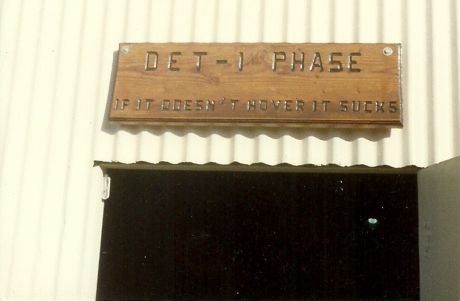 DET-1 PHASE
IF IT DOESN'T HOVER IT SUCKS